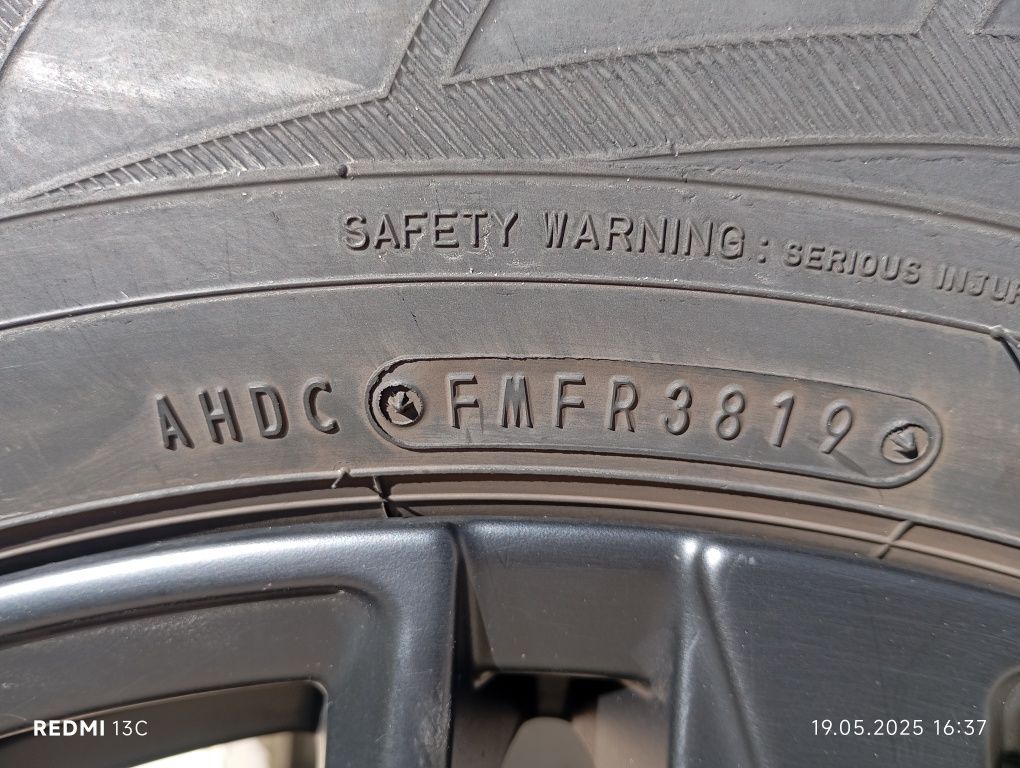 SAFETY WARNING: SERIOUS
AHDC FMFR3819
REDMI 13C
19.05.2025 16:37